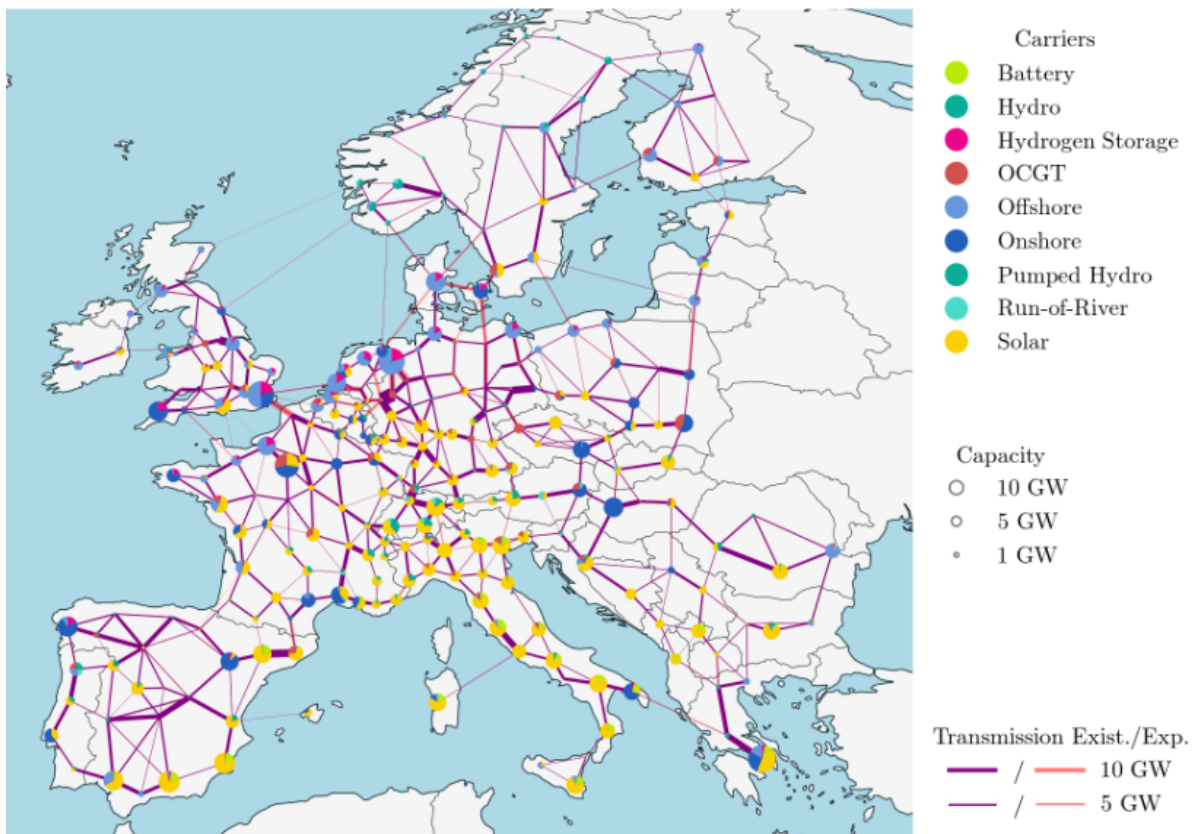 Carriers
Battery
Hydro
Hydrogen Storage
OCGT
Offshore
Onshore
Pumped Hydro
Run-of-River
Solar
Capacity
10 GW
5 GW
1 GW
Transmission Exist./Exp.
/ 10 GW
/ 5 GW